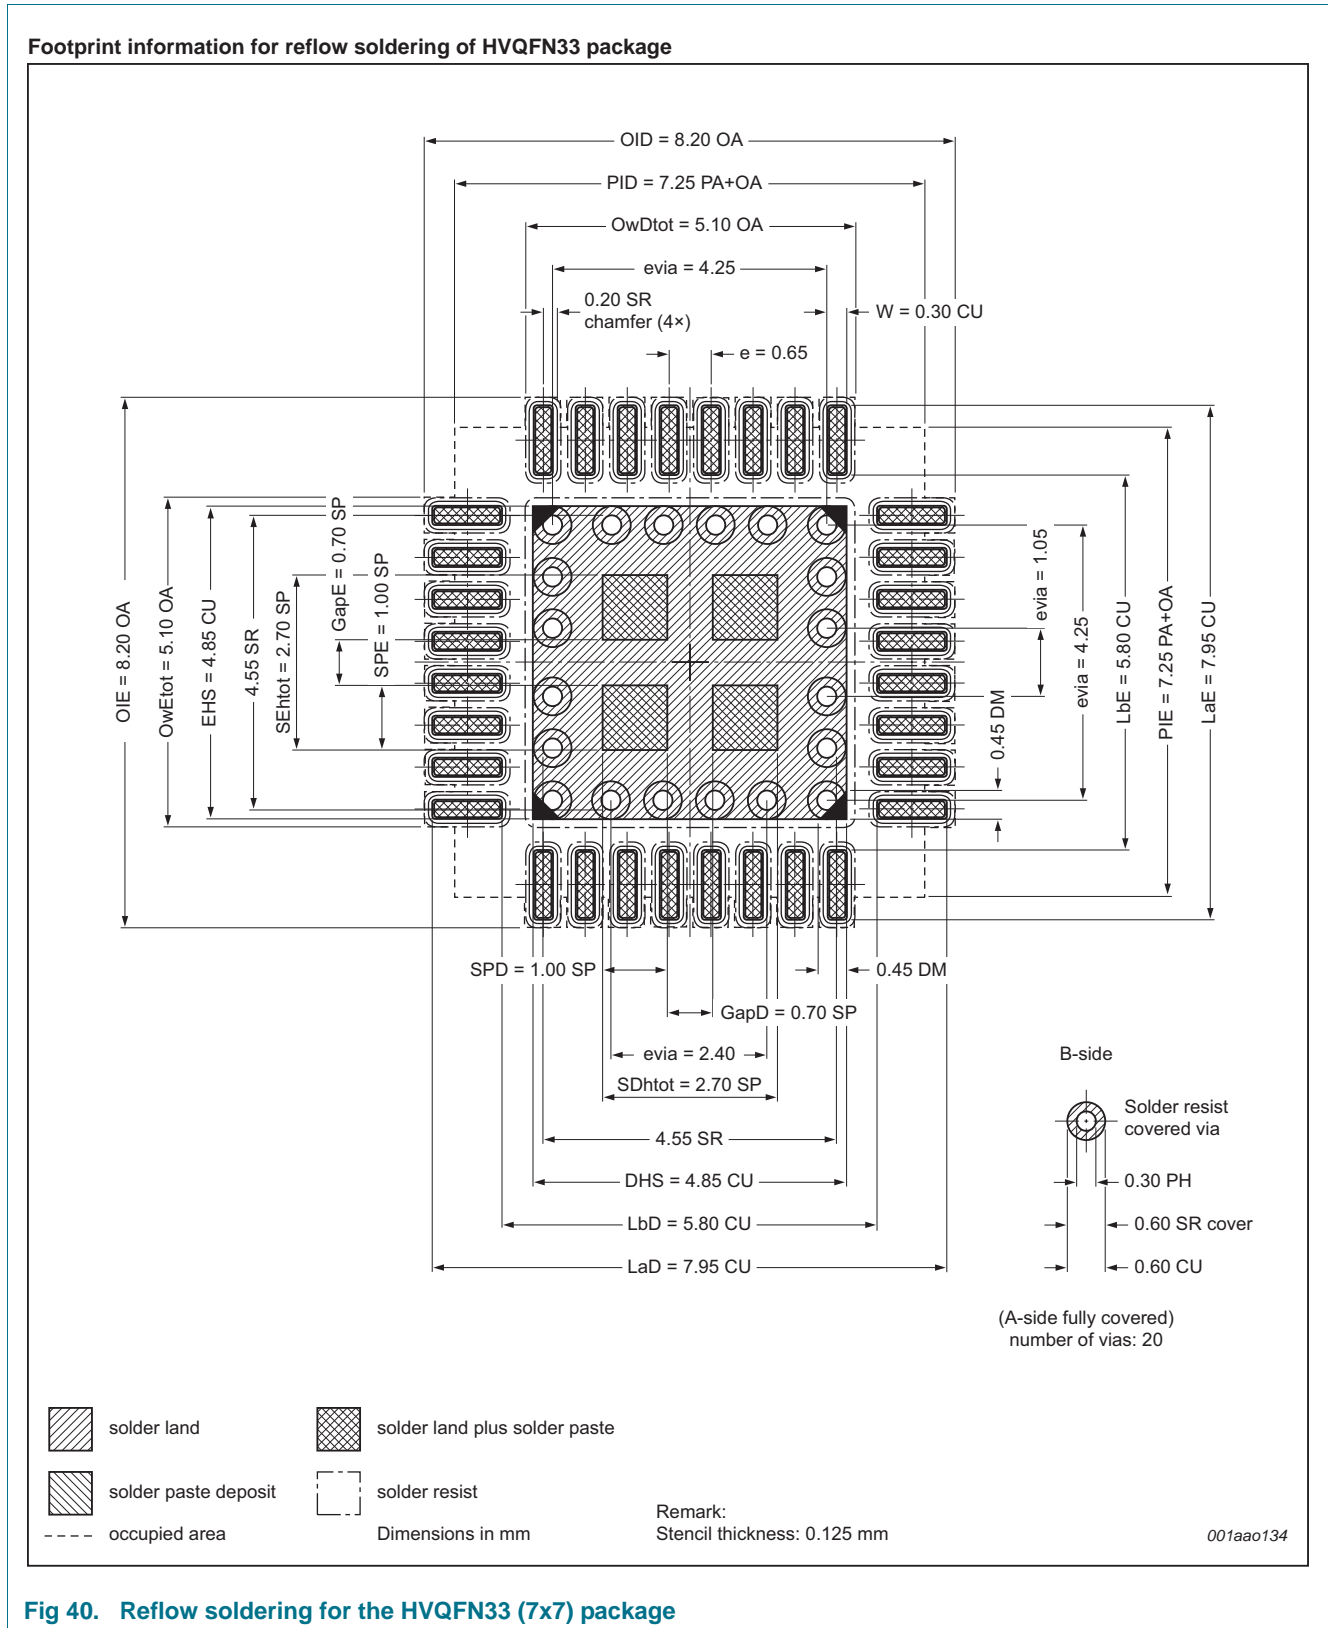 Footprint information for reflow soldering of HVQFN33 package
OID = 8.20 OA
PID = 7.25 PA+OA
OwDtot = 5.10 OA
evia = 4.25
0.20 SR
chamfer (4×)
W = 0.30 CU
e = 0.65
OIE = 8.20 OA
OwEtot = 5.10 OA
EHS = 4.85 CU
4.55 SR
SEhtot = 2.70 SP
GapE = 0.70 SP
SPE = 1.00 SP
evia = 1.05
0.45 DM
evia = 4.25
LbE = 5.80 CU
PIE = 7.25 PA+OA
LaE = 7.95 CU
SPD = 1.00 SP
0.45 DM
GapD = 0.70 SP
evia = 2.40
SDhtot = 2.70 SP
4.55 SR
DHS = 4.85 CU
LbD = 5.80 CU
LaD = 7.95 CU
B-side
Solder resist
covered via
0.30 PH
0.60 SR cover
0.60 CU
(A-side fully covered)
number of vias: 20
solder land
solder land plus solder paste
solder paste deposit
solder resist
occupied area
Dimensions in mm
Remark:
Stencil thickness: 0.125 mm
001aao134
Fig 40. Reflow soldering for the HVQFN33 (7x7) package